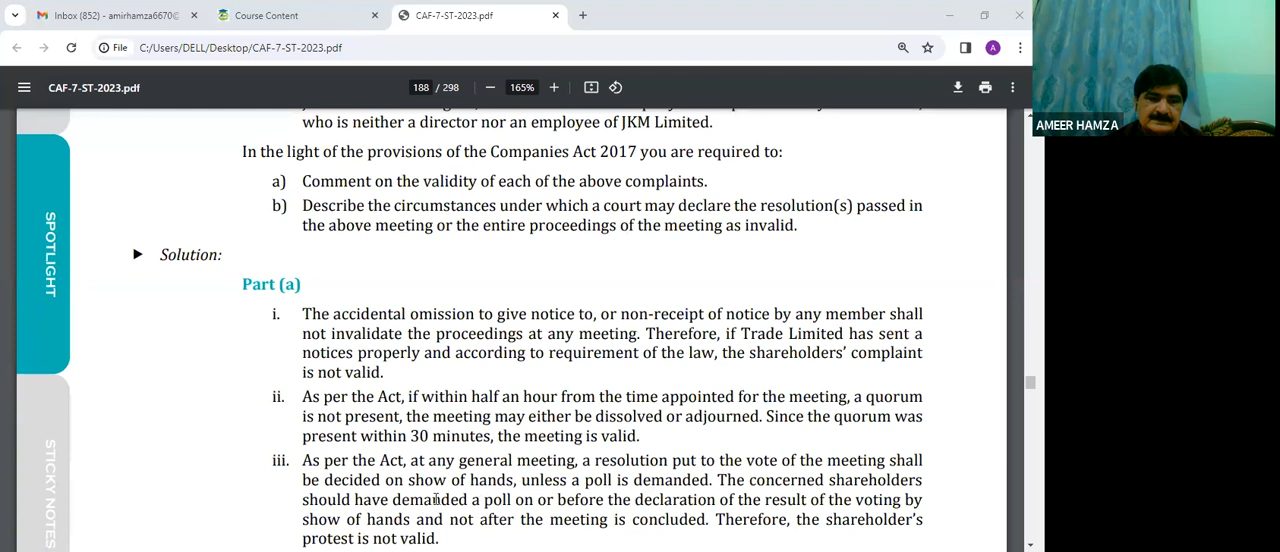 Inbox (852) - amirhamza6670@
Course Content
CAF-7-ST-2023.pdf
File
C:/Users/DELL/Desktop/CAF-7-ST-2023.pdf
A
CAF-7-ST-2023.pdf
188 / 298
165%
AMEER HAMZA
who is neither a director nor an employee of JKM Limited.
In the light of the provisions of the Companies Act 2017 you are required to:
a) Comment on the validity of each of the above complaints.
b) Describe the circumstances under which a court may declare the resolution(s) passed in
the above meeting or the entire proceedings of the meeting as invalid.
SPOTLIGHT
Solution:
Part (a)
i. The accidental omission to give notice to, or non-receipt of notice by any member shall
not invalidate the proceedings at any meeting. Therefore, if Trade Limited has sent a
notices properly and according to requirement of the law, the shareholders' complaint
is not valid.
ii. As per the Act, if within half an hour from the time appointed for the meeting, a quorum
is not present, the meeting may either be dissolved or adjourned. Since the quorum was
present within 30 minutes, the meeting is valid.
STICKY NOTES
iii. As per the Act, at any general meeting, a resolution put to the vote of the meeting shall
be decided on show of hands, unless a poll is demanded. The concerned shareholders
should have demanded a poll on or before the declaration of the result of the voting by
show of hands and not after the meeting is concluded. Therefore, the shareholder's
protest is not valid.